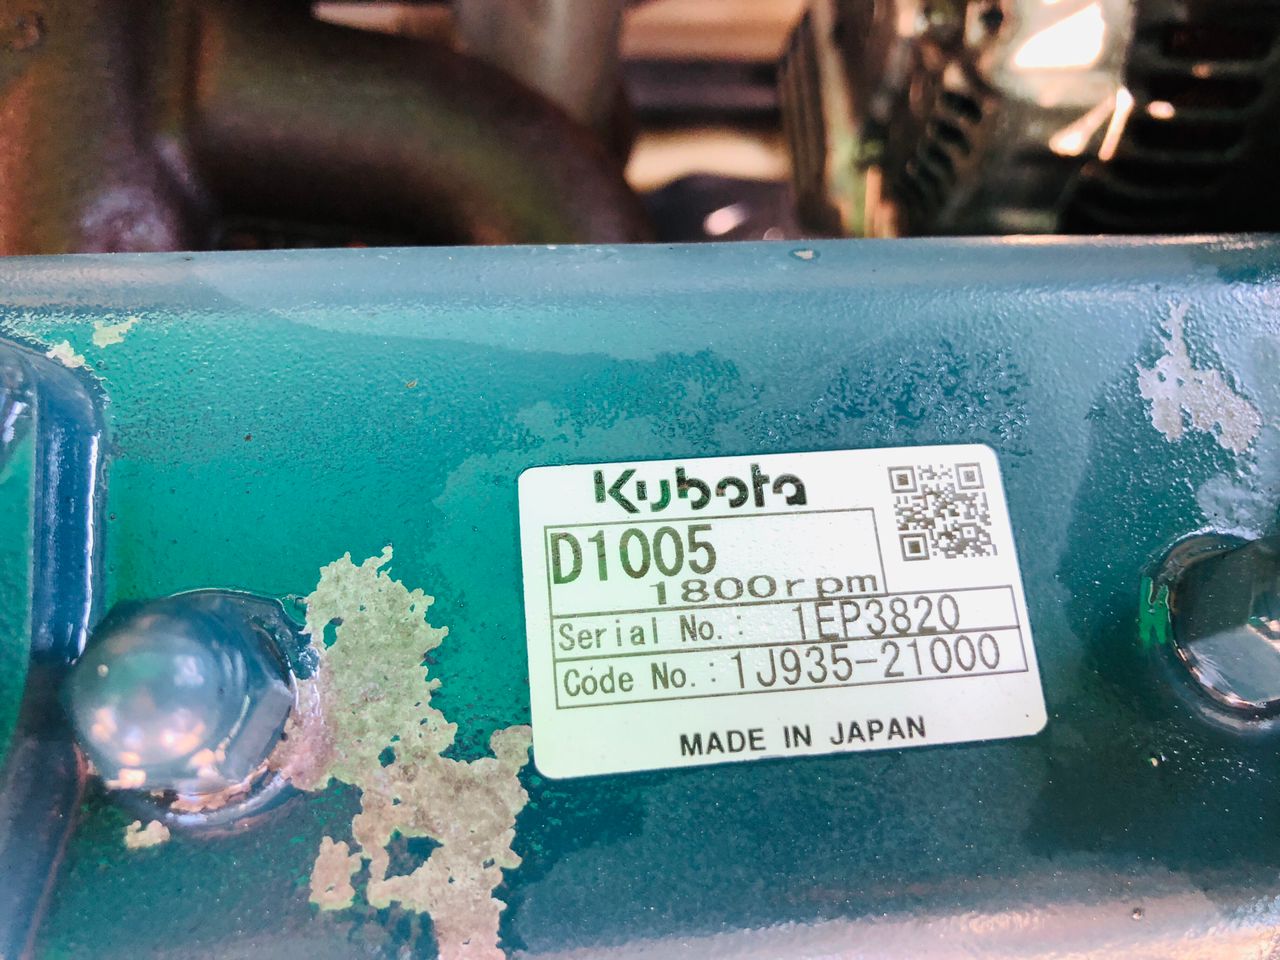 Kubota
D1005
1800rpm
Serial No.: 1EP3820
Code No.: 1J935-21000
MADE IN JAPAN